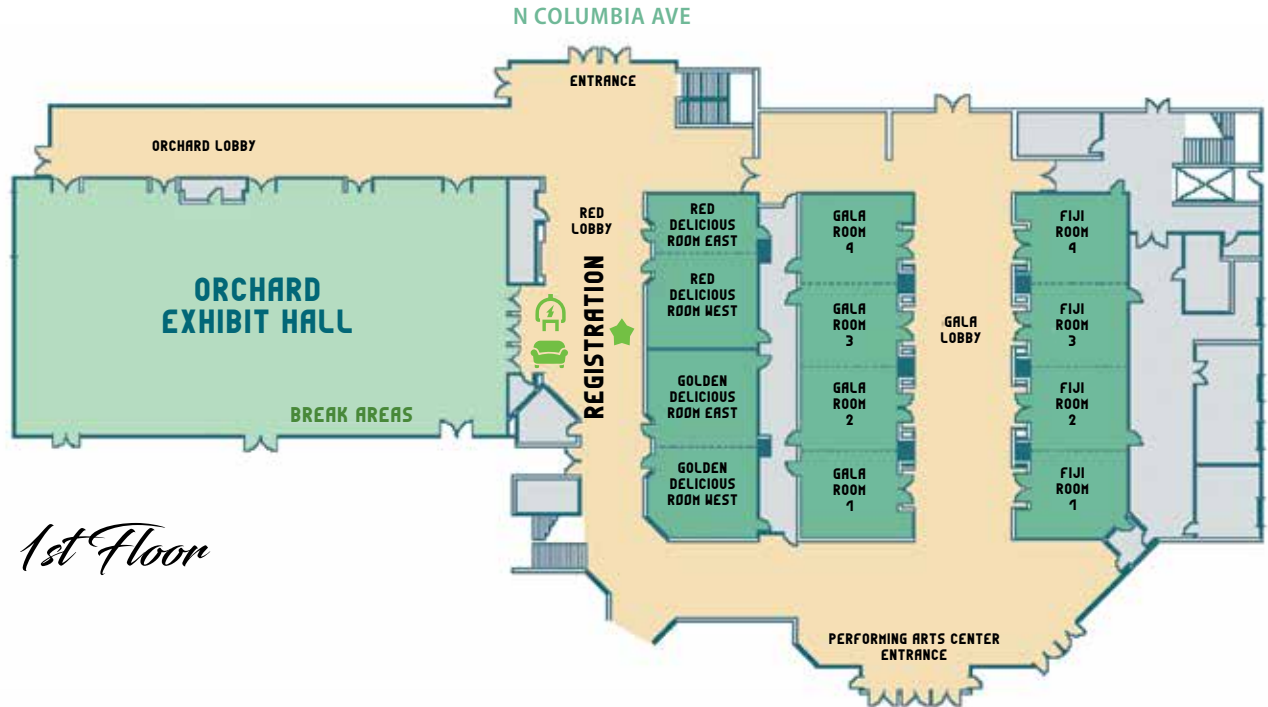 N COLUMBIA AVE
ENTRANCE
ORCHARD LOBBY
RED
LOBBY
REGISTRATION
ORCHARD
EXHIBIT HALL
BREAK AREAS
RED
DELICIOUS
ROOM EAST
RED
DELICIOUS
ROOM WEST
GOLDEN
DELICIOUS
ROOM EAST
GOLDEN
DELICIOUS
ROOM WEST
GALA
ROOM
4
GALA
ROOM
3
GALA
ROOM
2
GALA
ROOM
1
GALA
LOBBY
FIJI
ROOM
4
FIJI
ROOM
3
FIJI
ROOM
2
FIJI
ROOM
1
1st Floor
PERFORMING ARTS CENTER
ENTRANCE